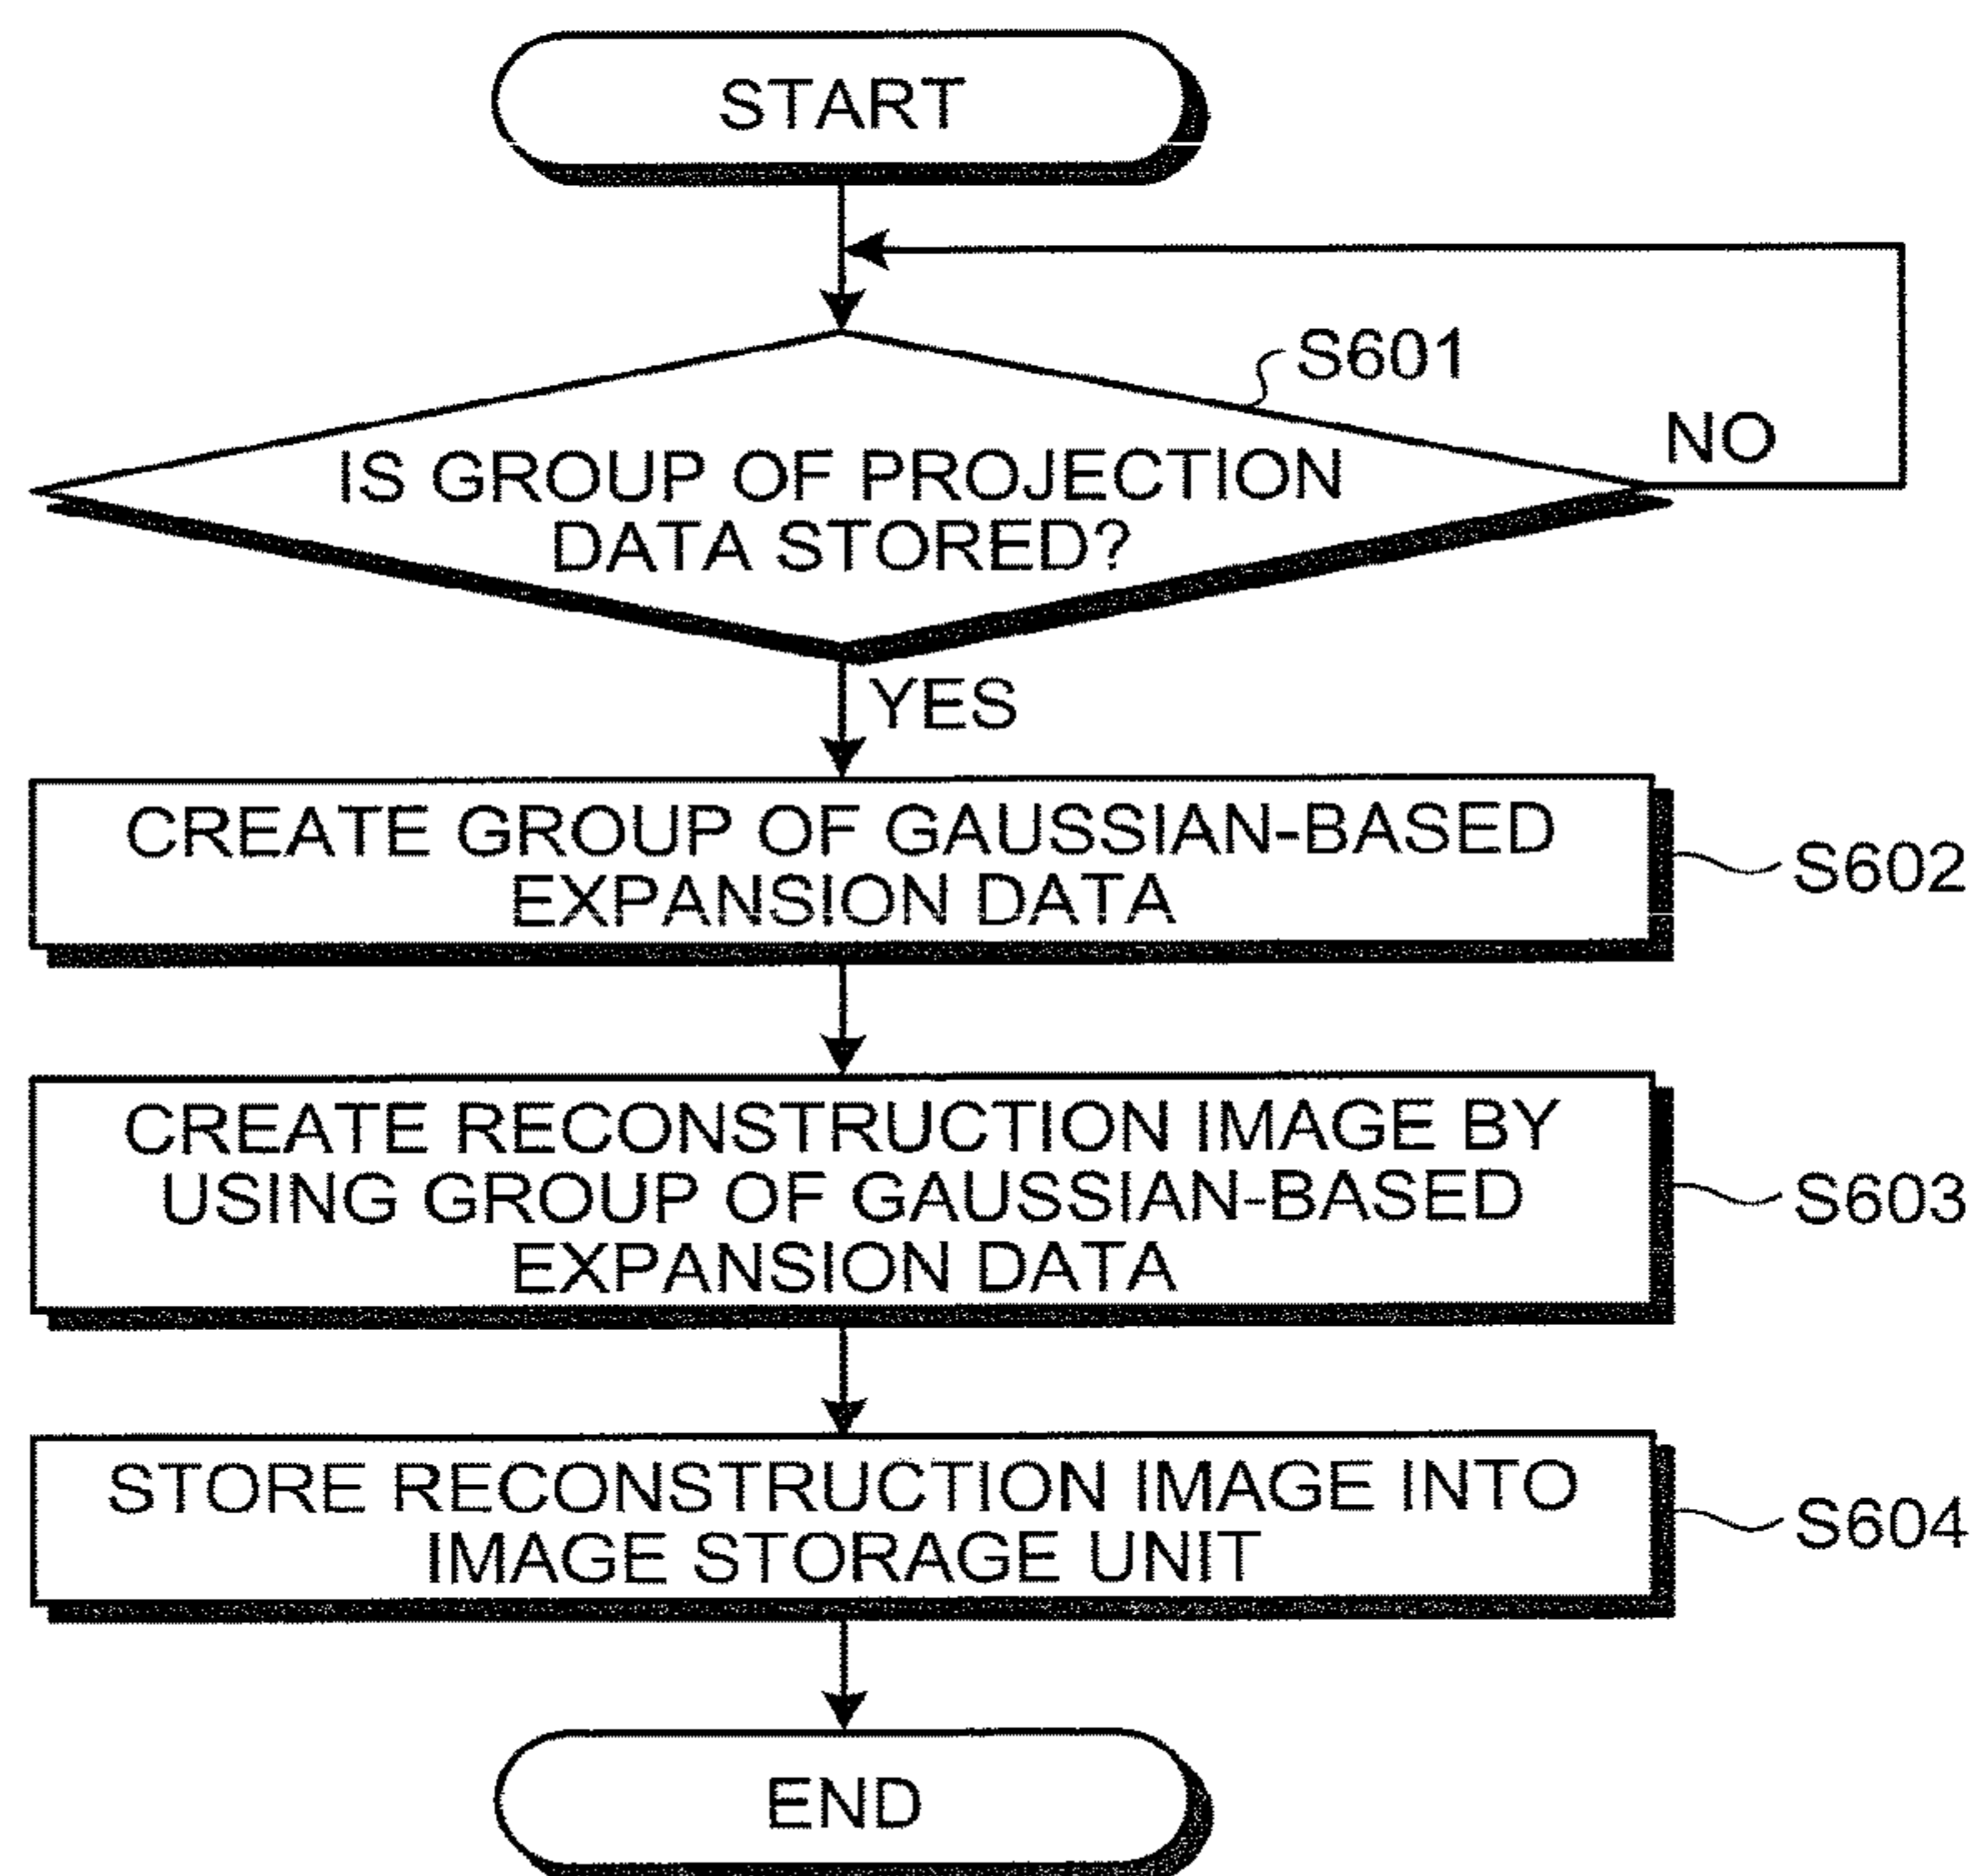 START
S601
NO
IS GROUP OF PROJECTION
DATA STORED?
YES
CREATE GROUP OF GAUSSIAN-BASED
EXPANSION DATA
S602
CREATE RECONSTRUCTION IMAGE BY
USING GROUP OF GAUSSIAN-BASED
EXPANSION DATA
S603
STORE RECONSTRUCTION IMAGE INTO
IMAGE STORAGE UNIT
S604
END